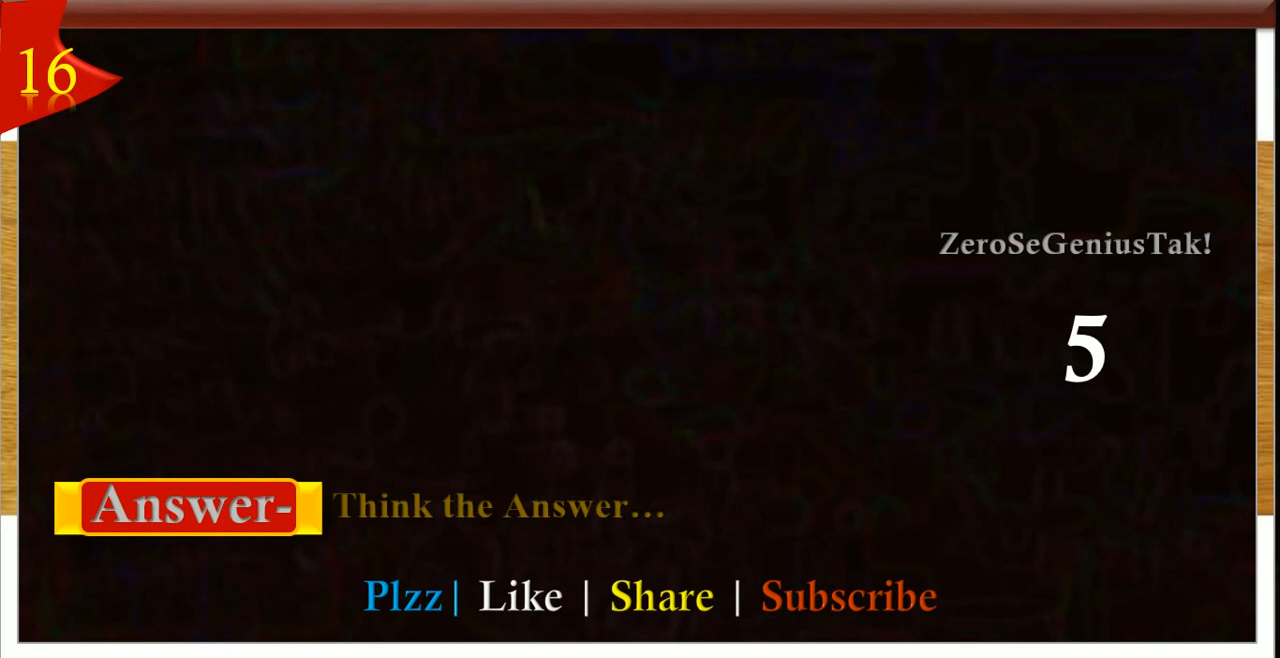 16
ZeroSeGeniusTak!
5
Answer- Think the Answer...
Plzz| Like | Share | Subscribe